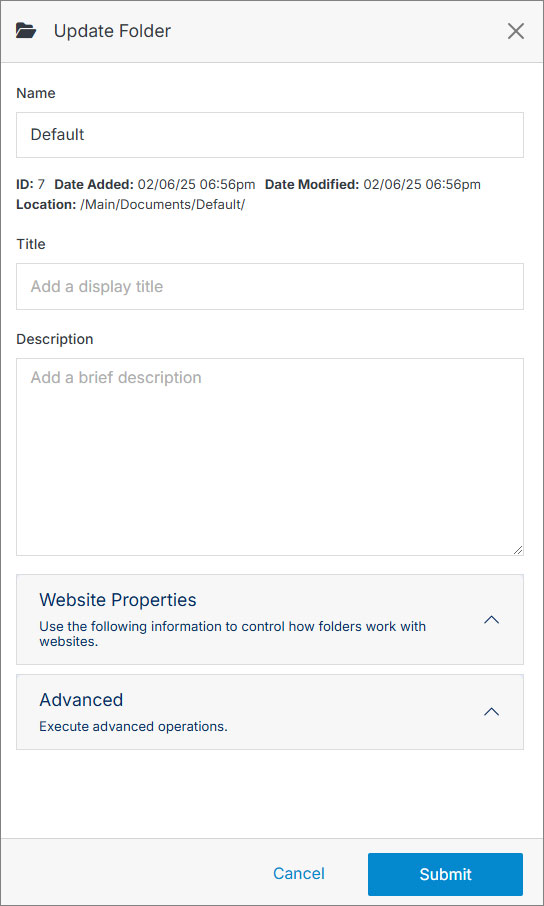 Update Folder
Name
Default
ID: 7 Date Added: 02/06/25 06:56pm Date Modified: 02/06/25 06:56pm
Location: /Main/Documents/Default/
Title
Add a display title
Description
Add a brief description
Website Properties
Use the following information to control how folders work with
websites.
Advanced
Execute advanced operations.
Cancel
Submit